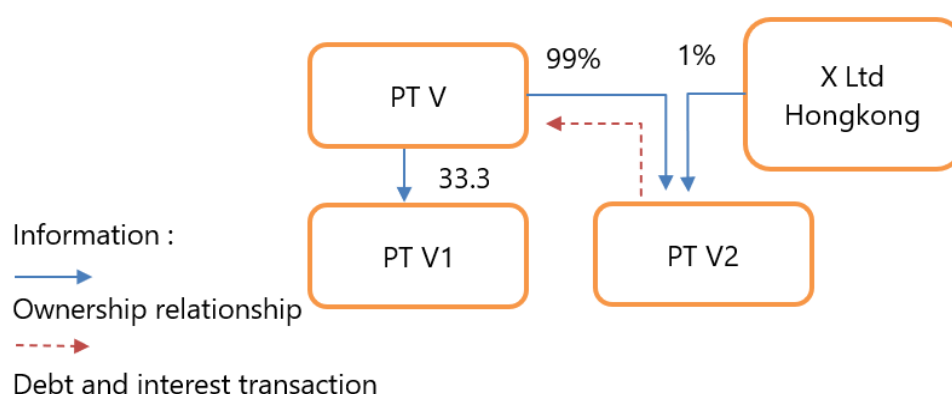 99%
1%
PT V
X Ltd
Hongkong
33.3
Information :
PT V1
PT V2
Ownership relationship
Debt and interest transaction